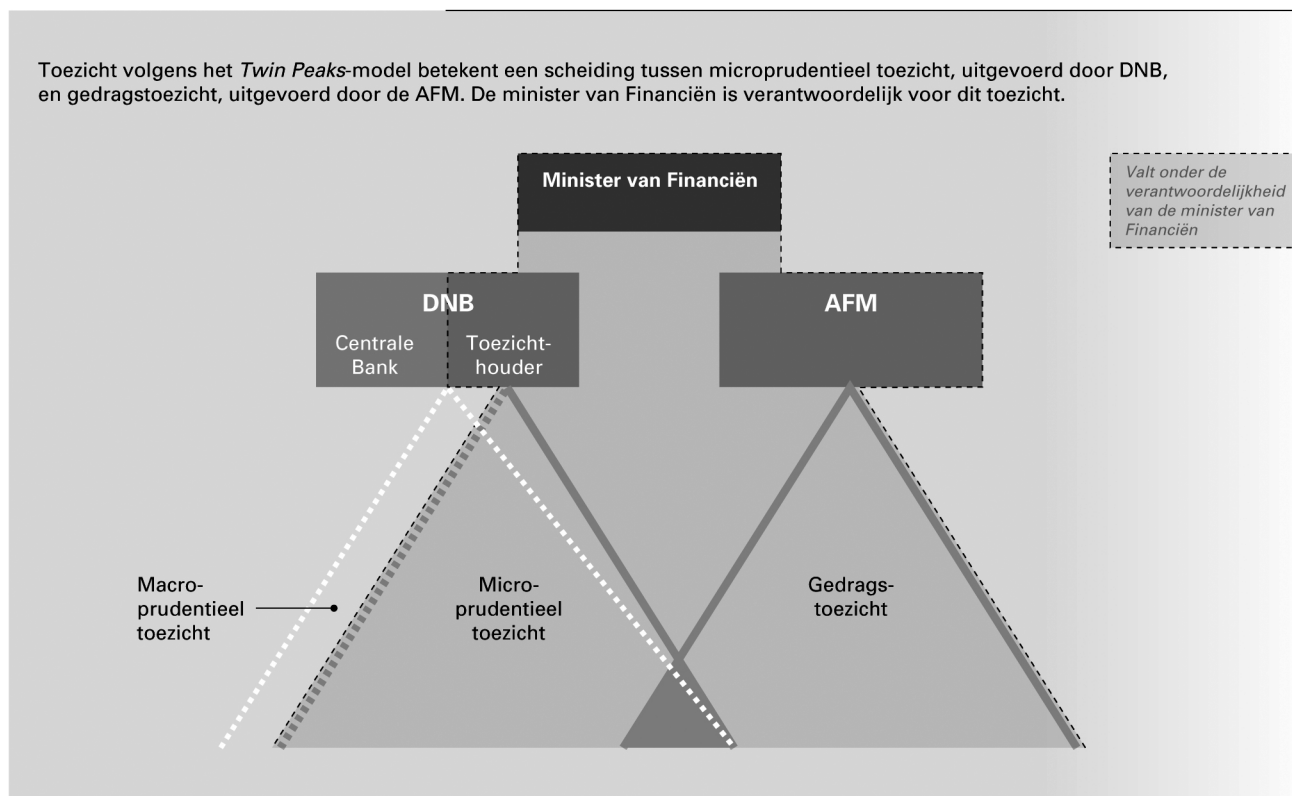 Toezicht volgens het Twin Peaks-model betekent een scheiding tussen microprudentieel toezicht, uitgevoerd door DNB,
en gedragstoezicht, uitgevoerd door de AFM. De minister van Financiën is verantwoordelijk voor dit toezicht.
Minister van Financiën
Valt onder de
verantwoordelijkheid
van de minister van
Financiën
DNB
Centrale
Bank
Toezicht-
houder
AFM
Macro-
prudentieel
toezicht
Micro-
prudentieel
toezicht
Gedrags-
toezicht